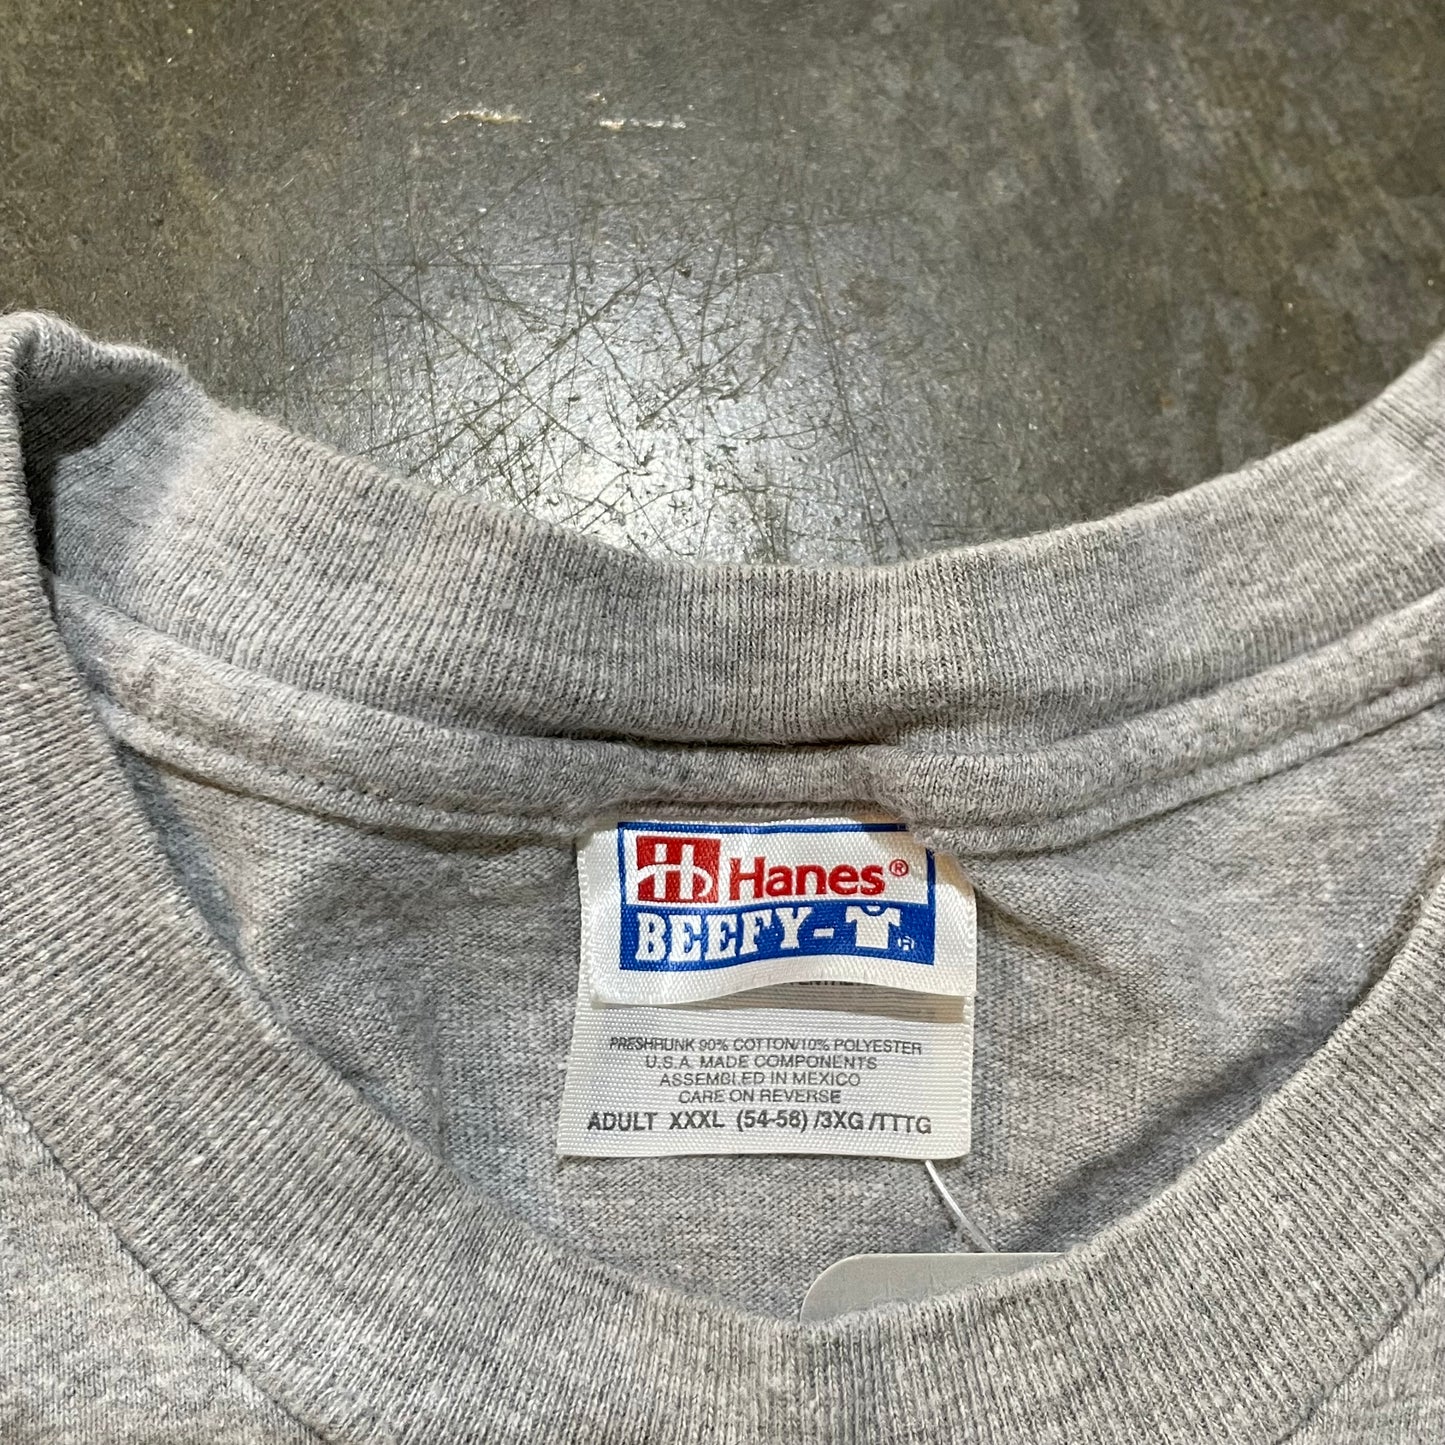 Hanes®
BEEFY-T®
PRESHRUNK 90% COTTON/10% POLYESTER
U.S.A. MADE COMPONENTS
ASSEMBLED IN MEXICO
CARE ON REVERSE
ADULT XXXL (54-56) /3XG /TTTG